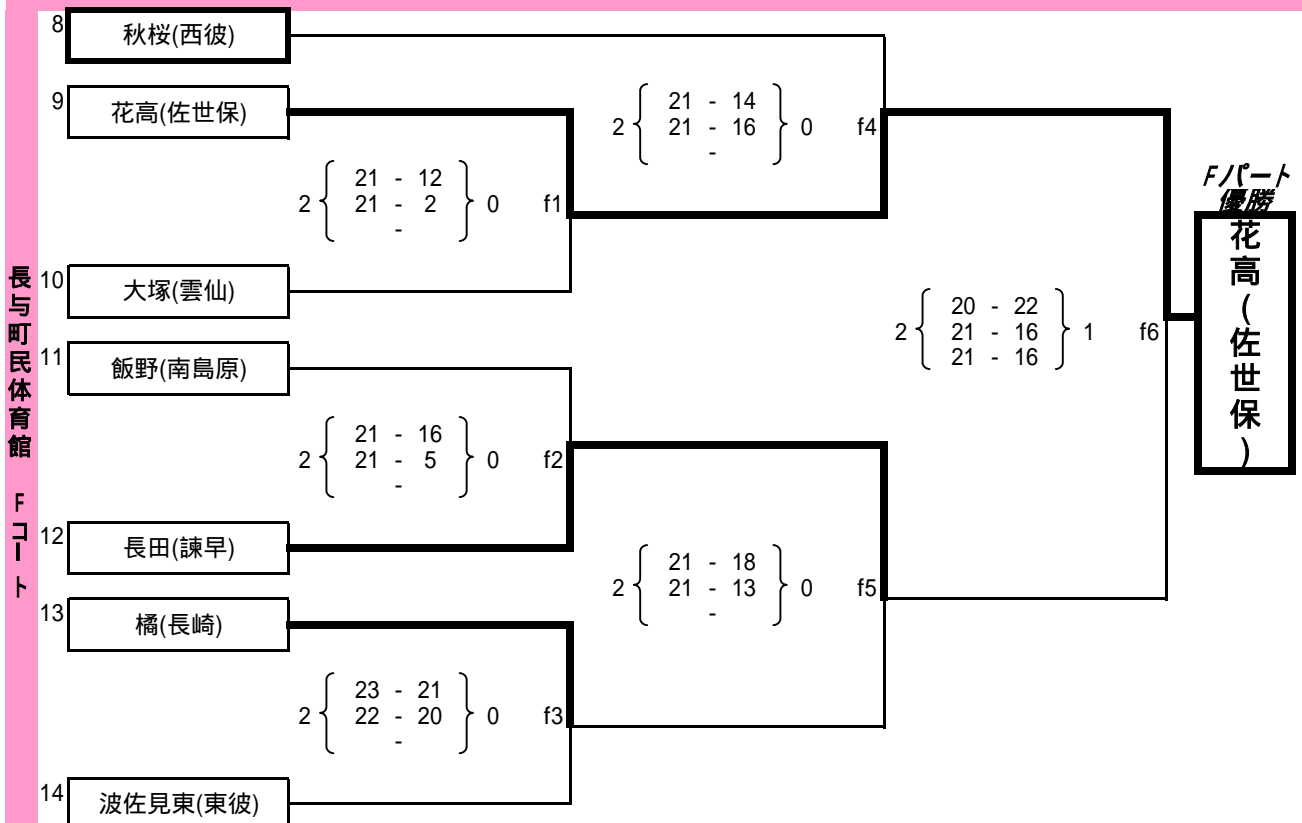 長与町民体育館 Fコート
8
秋桜(西彼)
9
花高(佐世保)
2 { 21 - 14 } 0 f4
21 - 16
-
2 { 21 - 12 } 0 f1
21 - 2
-
Fパート
優勝
花高(佐世保)
10
大塚(雲仙)
2 { 20 - 22 } 1 f6
21 - 16
21 - 16
11
飯野(南島原)
2 { 21 - 16 } 0 f2
21 - 5
-
12
長田(諫早)
2 { 21 - 18 } 0 f5
21 - 13
-
13
橘(長崎)
2 { 23 - 21 } 0 f3
22 - 20
-
14
波佐見東(東彼)